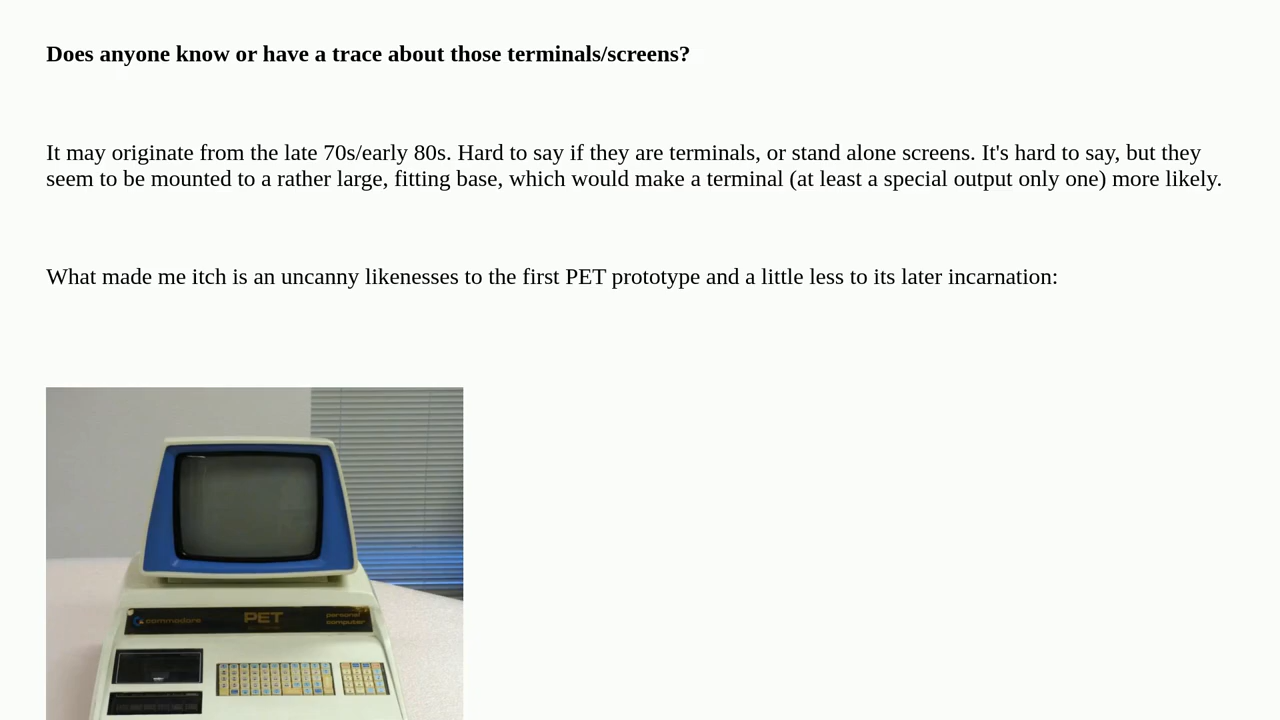 Does anyone know or have a trace about those terminals/screens?
It may originate from the late 70s/early 80s. Hard to say if they are terminals, or stand alone screens. It's hard to say, but they
seem to be mounted to a rather large, fitting base, which would make a terminal (at least a special output only one) more likely.
What made me itch is an uncanny likenesses to the first PET prototype and a little less to its later incarnation:
commodore PET personal
computer